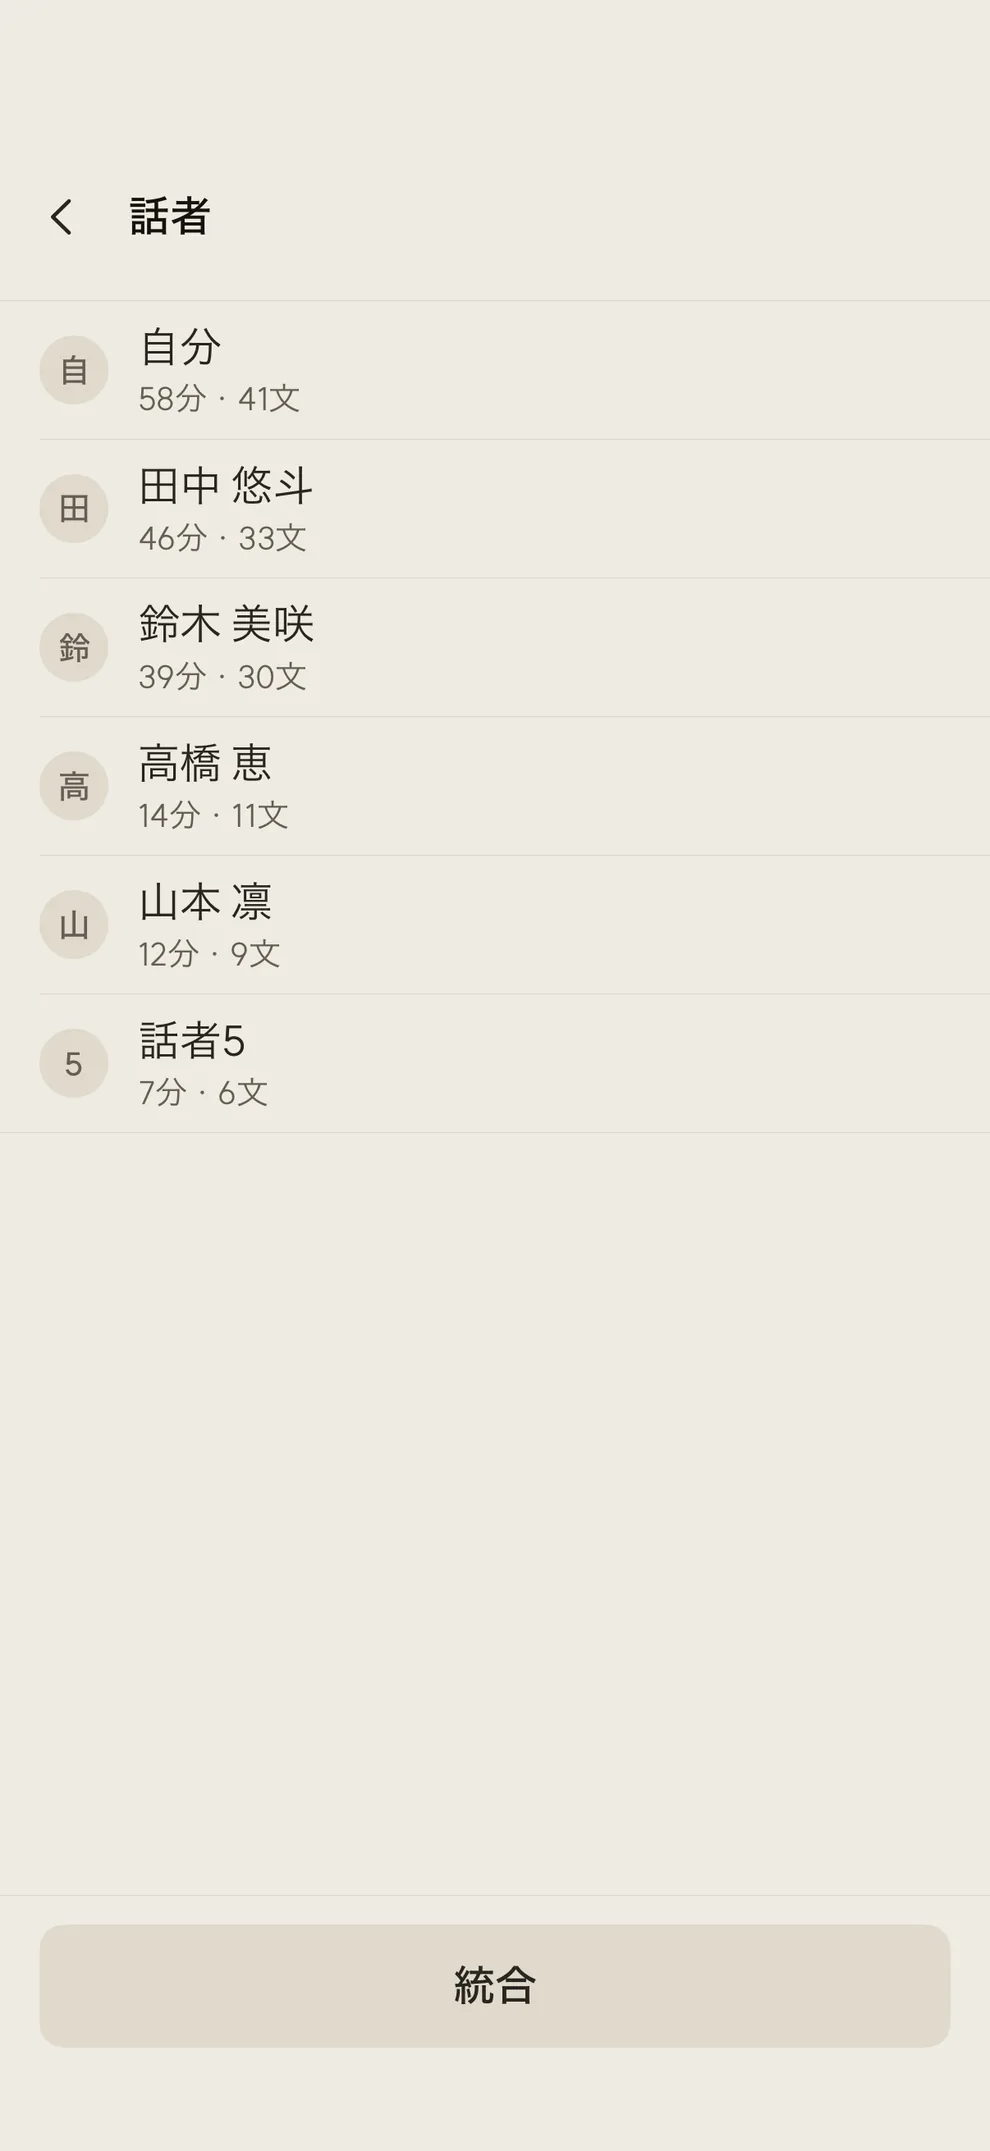 話者
自
自分
58分 · 41文
田
田中 悠斗
46分 · 33文
鈴
鈴木 美咲
39分 · 30文
高
高橋 恵
14分 · 11文
山
山本 凛
12分 · 9文
5
話者5
7分 · 6文
統合